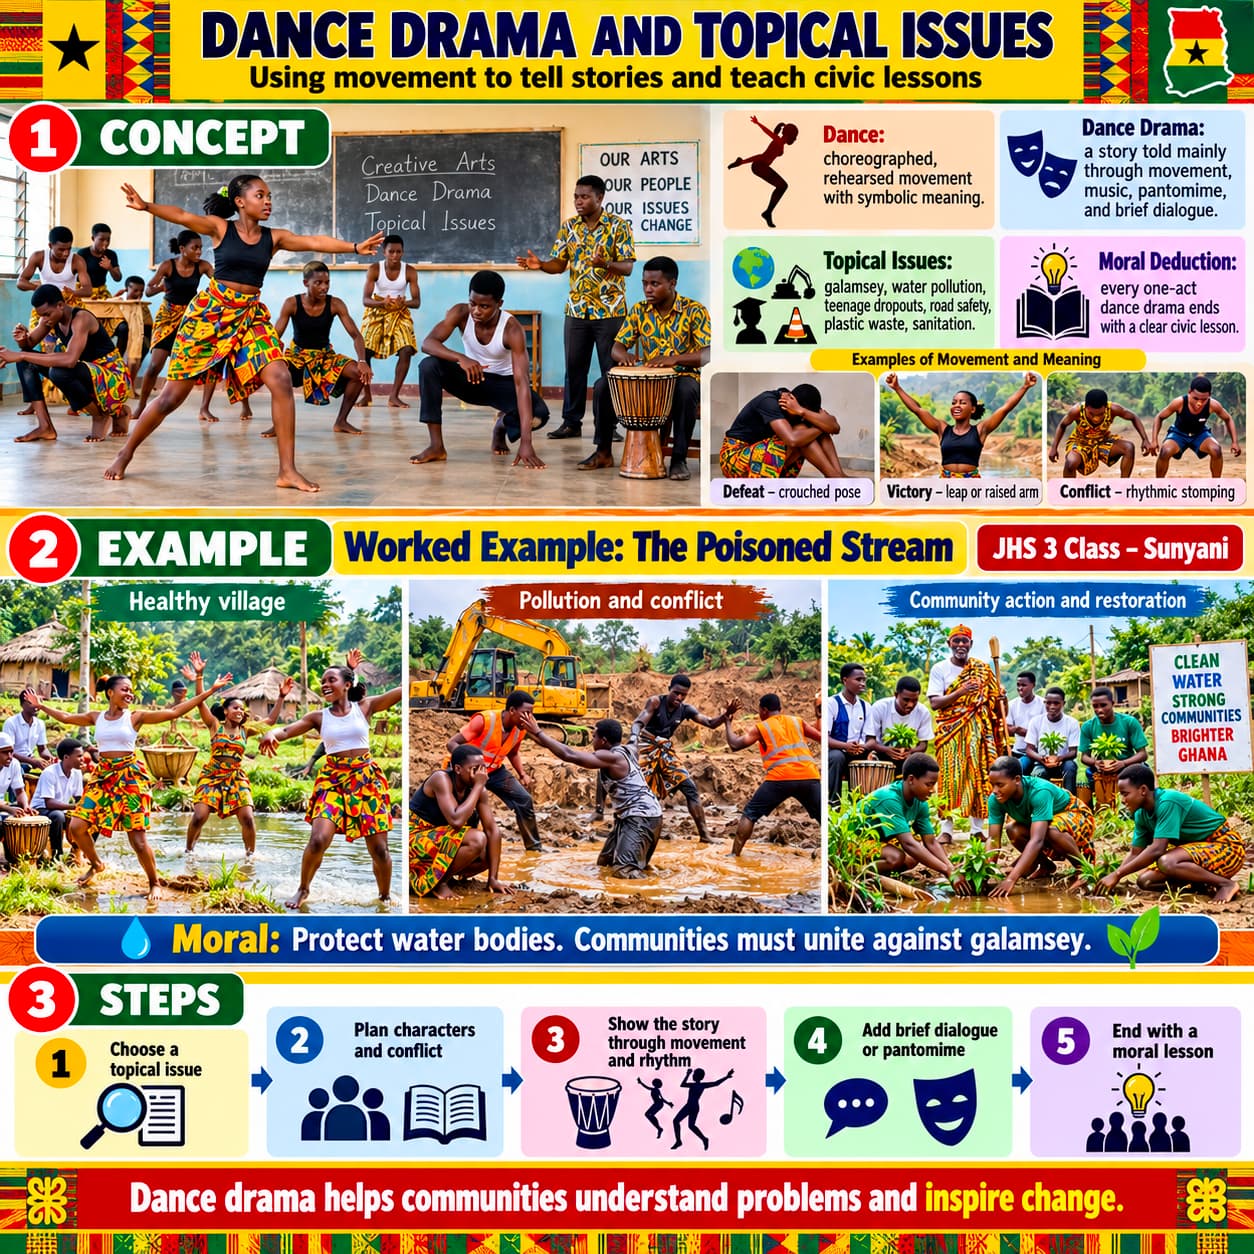 DANCE DRAMA AND TOPICAL ISSUES
Using movement to tell stories and teach civic lessons
1 CONCEPT
Creative Arts
Dance Drama
Topical Issues
OUR ARTS
OUR PEOPLE
OUR ISSUES
CHANGE
Dance:
choreographed,
rehearsed movement
with symbolic meaning.
Dance Drama:
a story told mainly
through movement,
music, pantomime,
and brief dialogue.
Topical Issues:
galamsey, water pollution,
teenage dropouts, road safety,
plastic waste, sanitation.
Moral Deduction:
every one-act
dance drama ends
with a clear civic lesson.
Examples of Movement and Meaning
Defeat – crouched pose
Victory – leap or raised arm
Conflict – rhythmic stomping
2 EXAMPLE
Worked Example: The Poisoned Stream
JHS 3 Class – Sunyani
Healthy village
Pollution and conflict
Community action and restoration
CLEAN
WATER
STRONG
COMMUNITIES
BRIGHTER
GHANA
Moral: Protect water bodies. Communities must unite against galamsey.
3 STEPS
1
Choose a
topical issue
2
Plan characters
and conflict
3
Show the story
through movement
and rhythm
4
Add brief dialogue
or pantomime
5
End with a
moral lesson
Dance drama helps communities understand problems and inspire change.